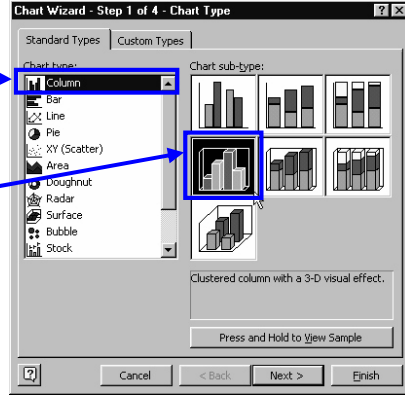 Chart Wizard - Step 1 of 4 - Chart Type
Standard Types
Custom Types
Chart type:
Chart sub-type:
Column
Bar
Line
Pie
XY (Scatter)
Area
Doughnut
Radar
Surface
Bubble
Stock
Clustered column with a 3-D visual effect.
Press and Hold to View Sample
Cancel
< Back
Next >
Finish